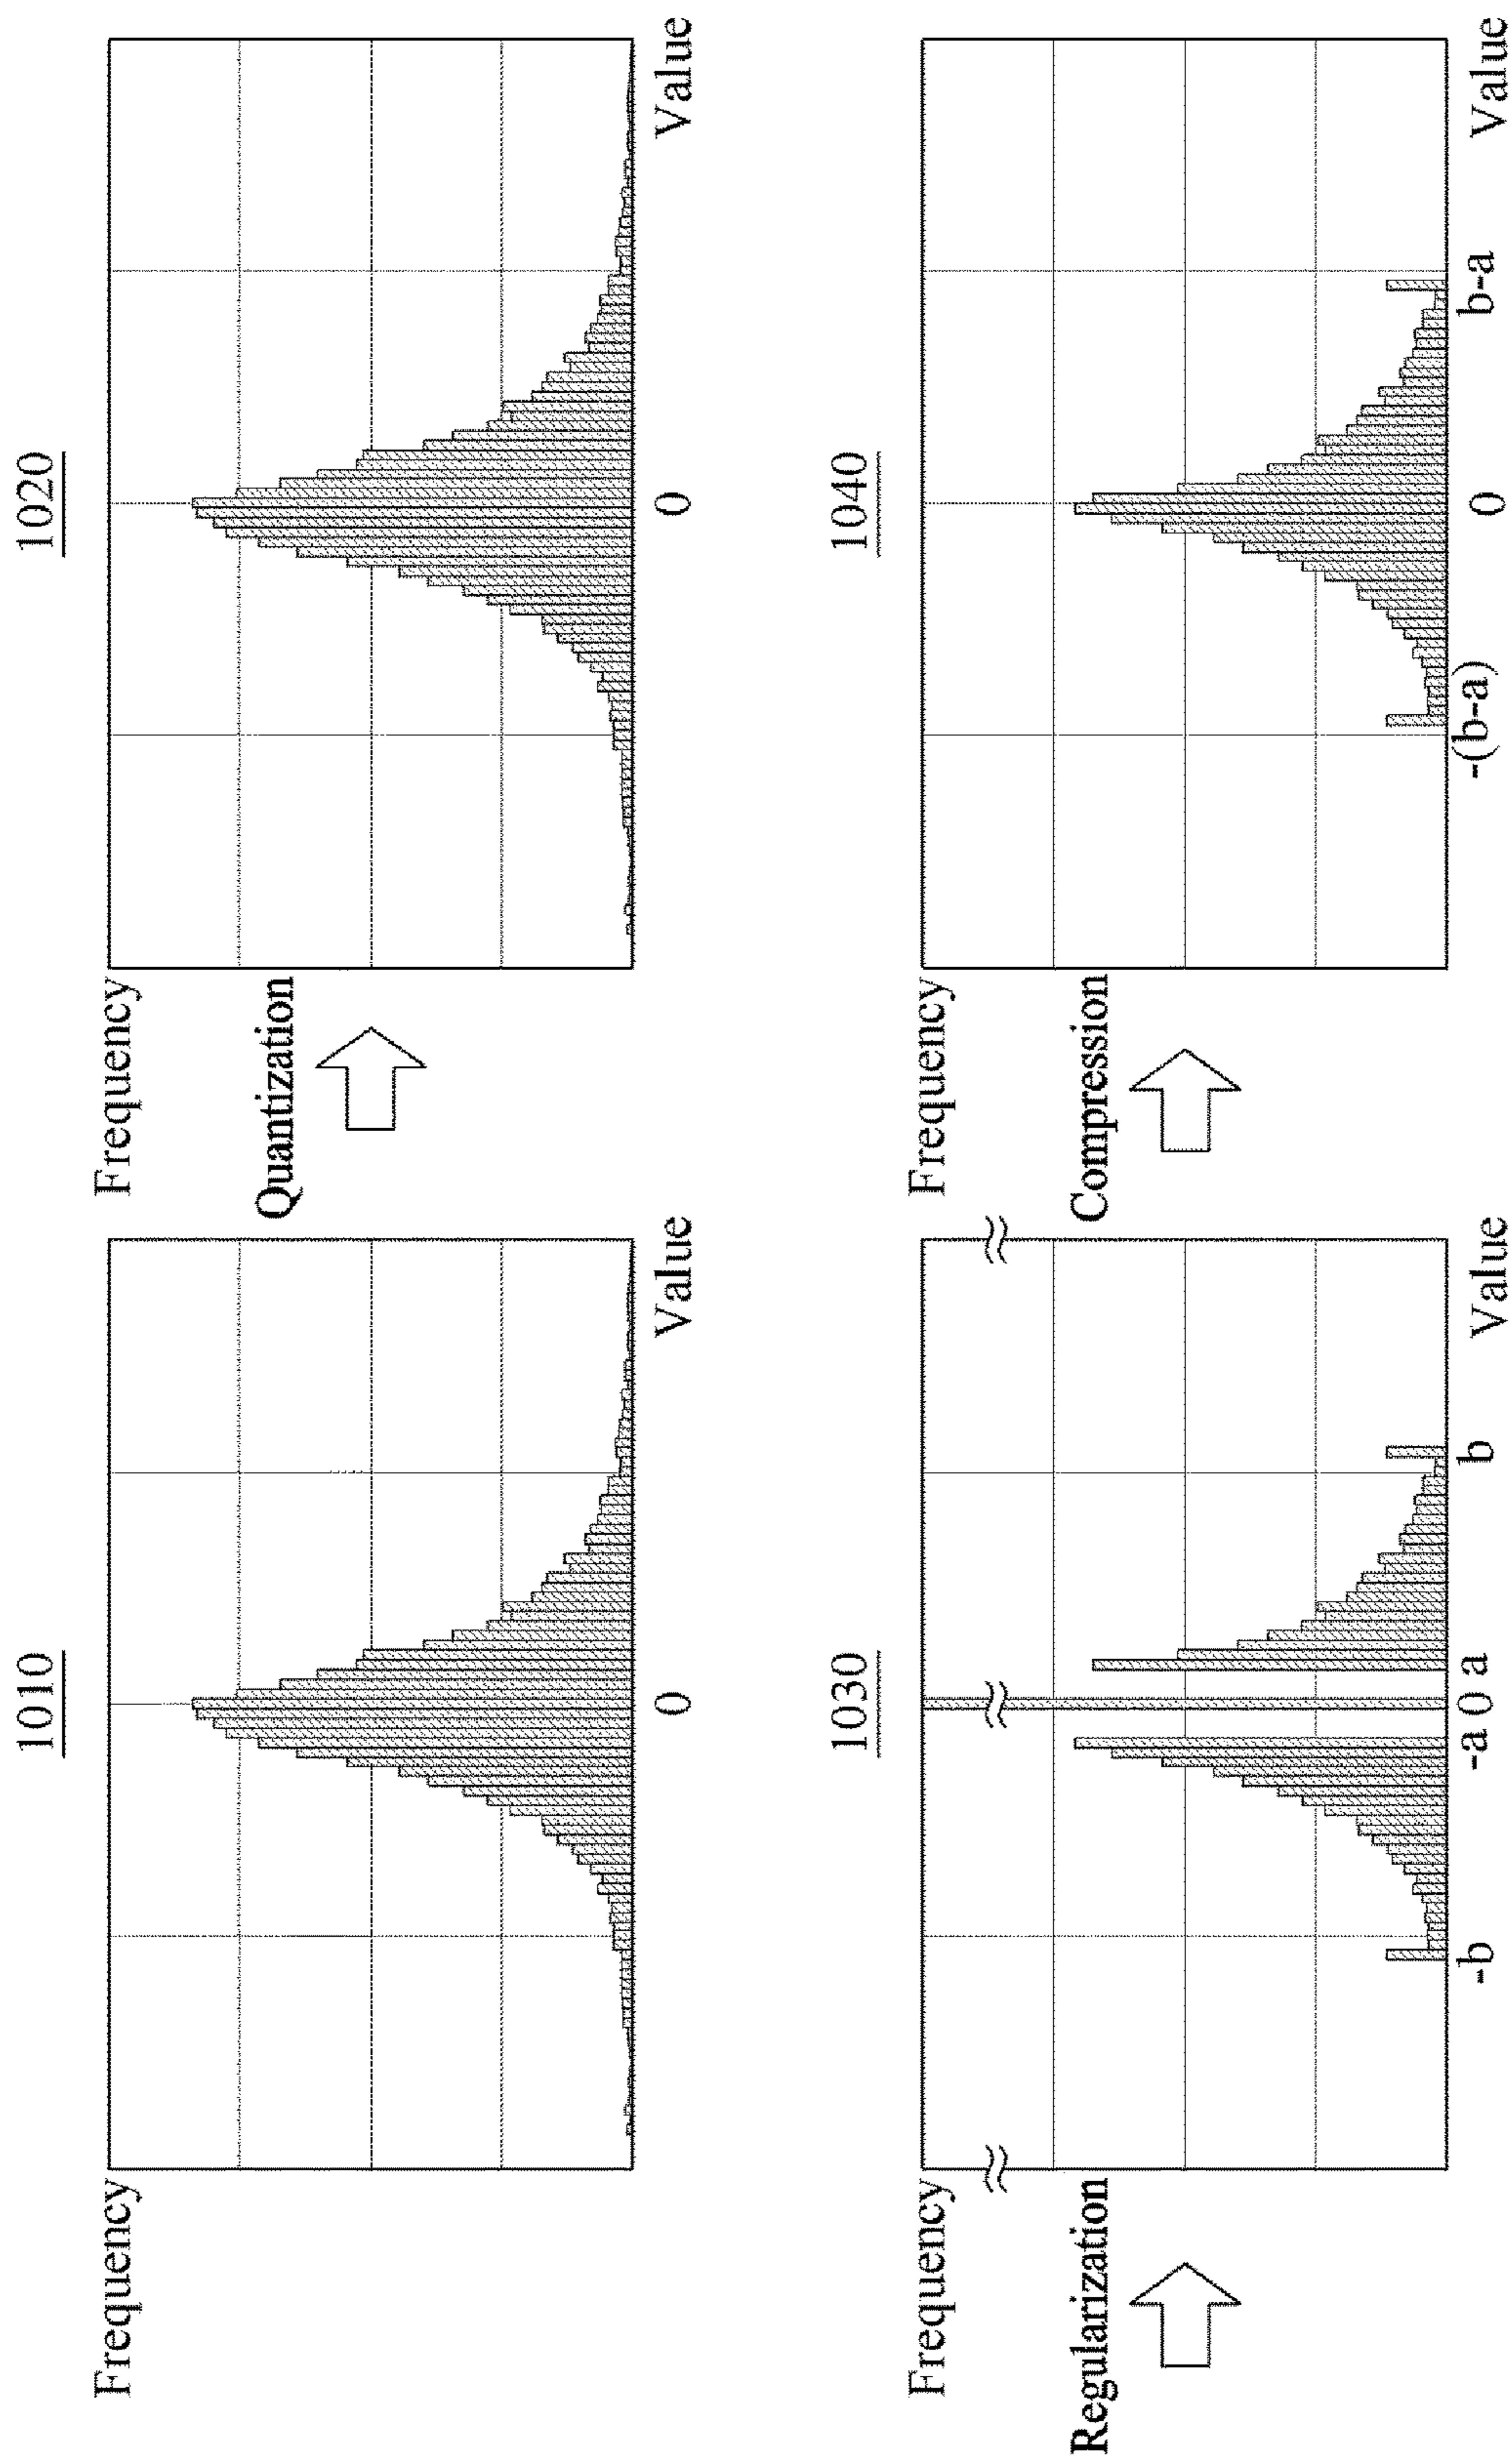 1010
Frequency
0
Value
Quantization
1020
Frequency
0
Value
Regularization
1030
Frequency
-b
-a
0
a
b
Value
Compression
1040
Frequency
-(b-a)
0
b-a
Value